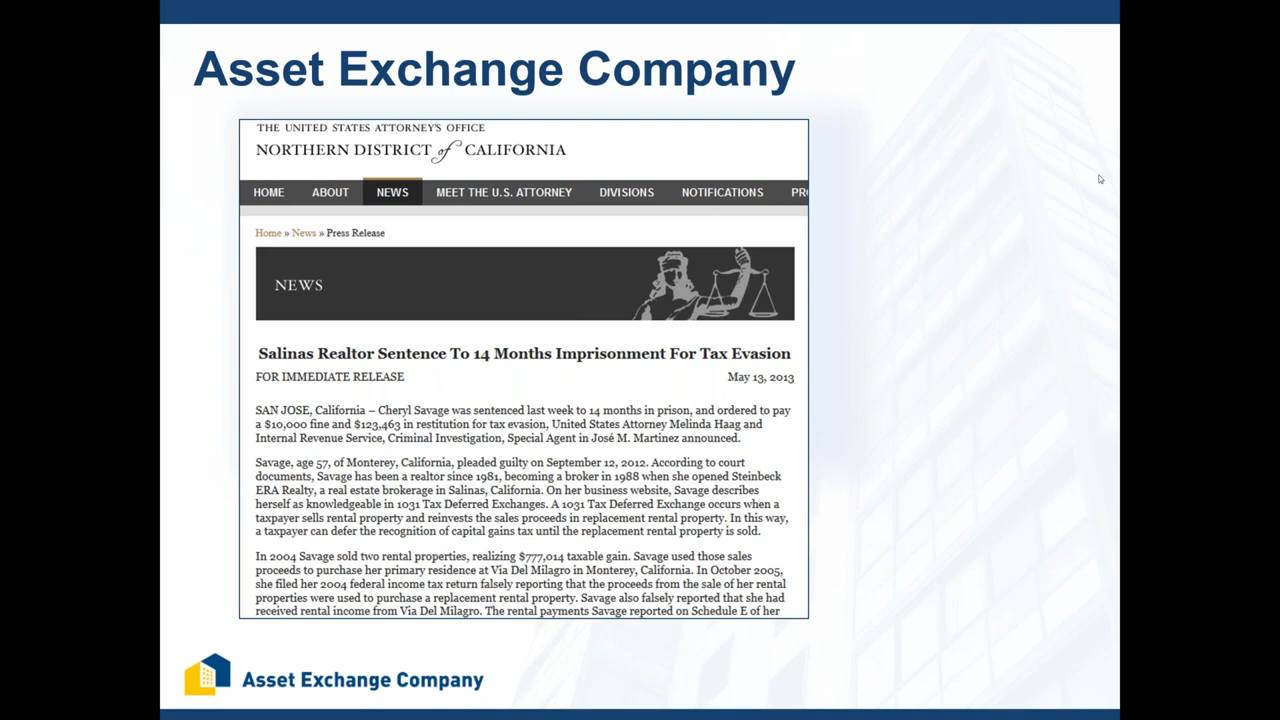 Asset Exchange Company
THE UNITED STATES ATTORNEY'S OFFICE
NORTHERN DISTRICT of CALIFORNIA
HOME ABOUT NEWS MEET THE U.S. ATTORNEY DIVISIONS NOTIFICATIONS PR
Home » News » Press Release
NEWS
Salinas Realtor Sentence To 14 Months Imprisonment For Tax Evasion
FOR IMMEDIATE RELEASE May 13, 2013
SAN JOSE, California – Cheryl Savage was sentenced last week to 14 months in prison, and ordered to pay
a $10,000 fine and $123,463 in restitution for tax evasion, United States Attorney Melinda Haag and
Internal Revenue Service, Criminal Investigation, Special Agent in José M. Martinez announced.
Savage, age 57, of Monterey, California, pleaded guilty on September 12, 2012. According to court
documents, Savage has been a realtor since 1981, becoming a broker in 1988 when she opened Steinbeck
ERA Realty, a real estate brokerage in Salinas, California. On her business website, Savage describes
herself as knowledgeable in 1031 Tax Deferred Exchanges. A 1031 Tax Deferred Exchange occurs when a
taxpayer sells rental property and reinvests the sales proceeds in replacement rental property. In this way,
a taxpayer can defer the recognition of capital gains tax until the replacement rental property is sold.
In 2004 Savage sold two rental properties, realizing $777,014 taxable gain. Savage used those sales
proceeds to purchase her primary residence at Via Del Milagro in Monterey, California. In October 2005,
she filed her 2004 federal income tax return falsely reporting that the proceeds from the sale of her rental
properties were used to purchase a replacement rental property. Savage also falsely reported that she had
received rental income from Via Del Milagro. The rental payments Savage reported on Schedule E of her
Asset Exchange Company